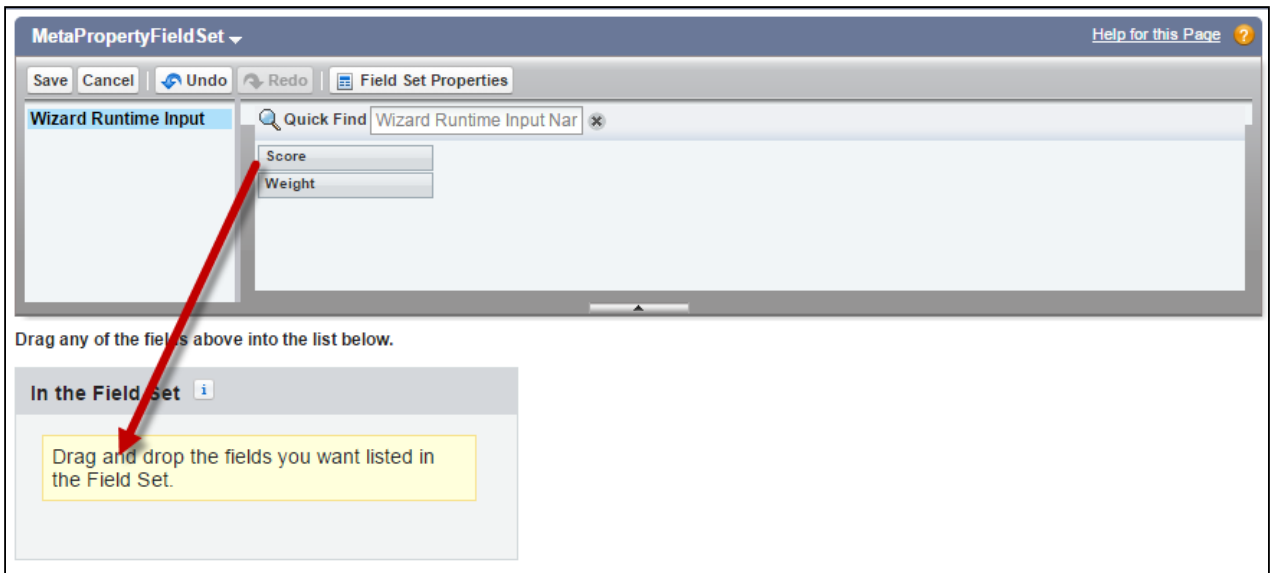 MetaPropertyFieldSet
Help for this Page ?
Save Cancel Undo Redo Field Set Properties
Wizard Runtime Input
Quick Find Wizard Runtime Input Nar
Score
Weight
Drag any of the fields above into the list below.
In the Field Set i
Drag and drop the fields you want listed in
the Field Set.